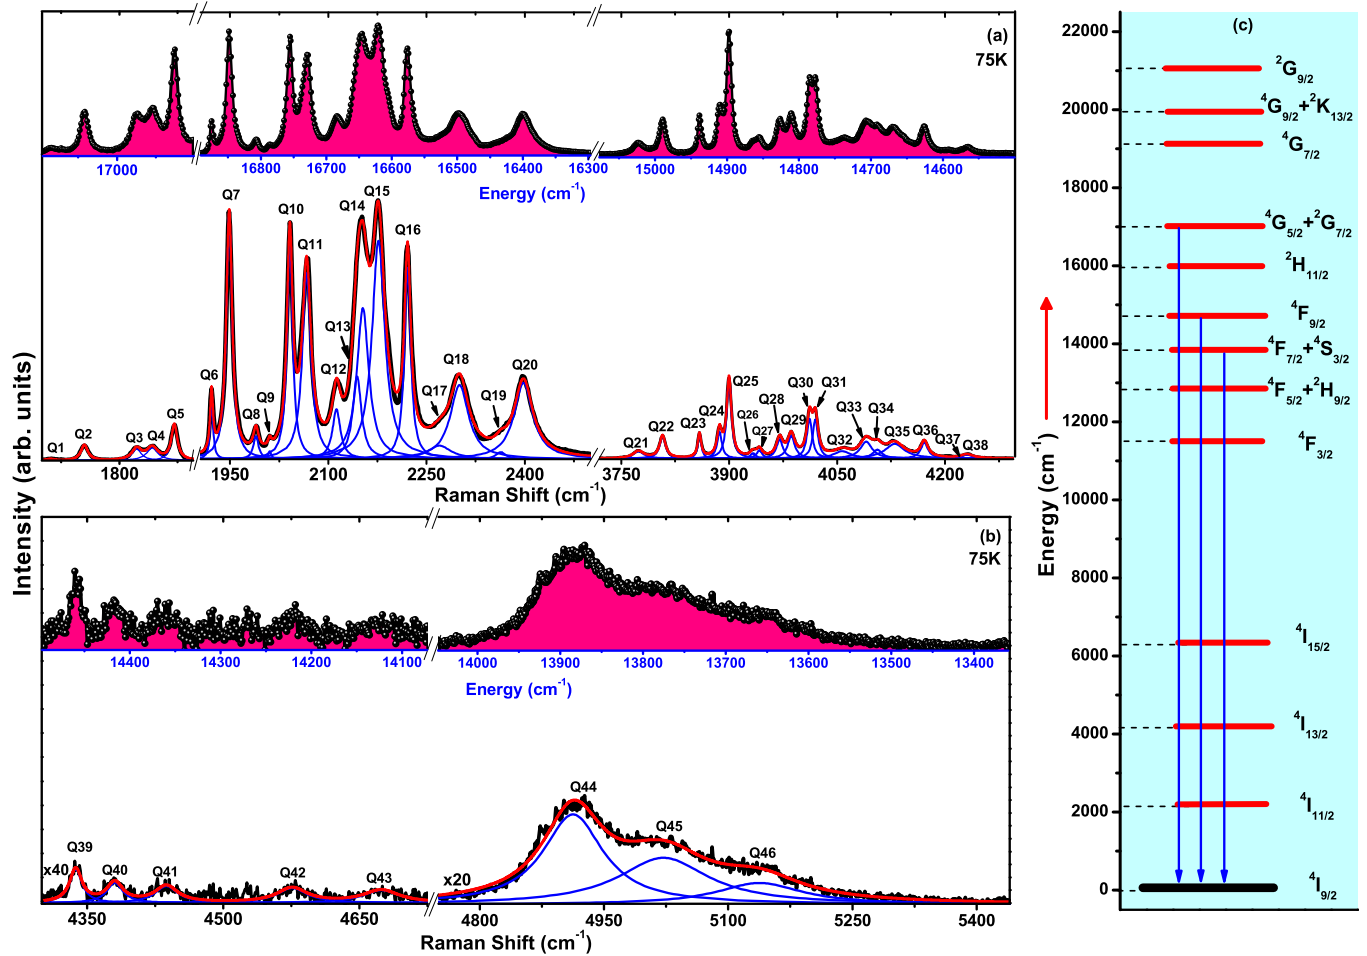 (a)
75K
17000 16800 16700 16600 16500 16400 16300 15000 14900 14800 14700 14600
Energy (cm⁻¹)
Q1 Q2 Q3 Q4 Q5 Q6 Q7 Q8 Q9 Q10 Q11 Q12 Q13 Q14 Q15 Q16 Q17 Q18 Q19 Q20 Q21 Q22 Q23 Q24 Q25 Q26 Q27 Q28 Q29 Q30 Q31 Q32 Q33 Q34 Q35 Q36 Q37 Q38
1750 1800 1850 1950 2100 2250 2400 3750 3900 4050 4200
Raman Shift (cm⁻¹)
Intensity (arb. units)
(b)
75K
14400 14300 14200 14100 14000 13900 13800 13700 13600 13500 13400
Energy (cm⁻¹)
x40 Q39 Q40 Q41 Q42 Q43 x20 Q44 Q45 Q46
4350 4500 4650 4800 4950 5100 5250 5400
Raman Shift (cm⁻¹)
(c)
22000
20000
18000
16000
14000
12000
10000
8000
6000
4000
2000
0
Energy (cm⁻¹)
²G₉/₂
⁴G₉/₂+²K₁₃/₂
⁴G₇/₂
⁴G₅/₂+²G₇/₂
²H₁₁/₂
⁴F₉/₂
⁴F₇/₂+⁴S₃/₂
⁴F₅/₂+²H₉/₂
⁴F₃/₂
⁴I₁₅/₂
⁴I₁₃/₂
⁴I₁₁/₂
⁴I₉/₂